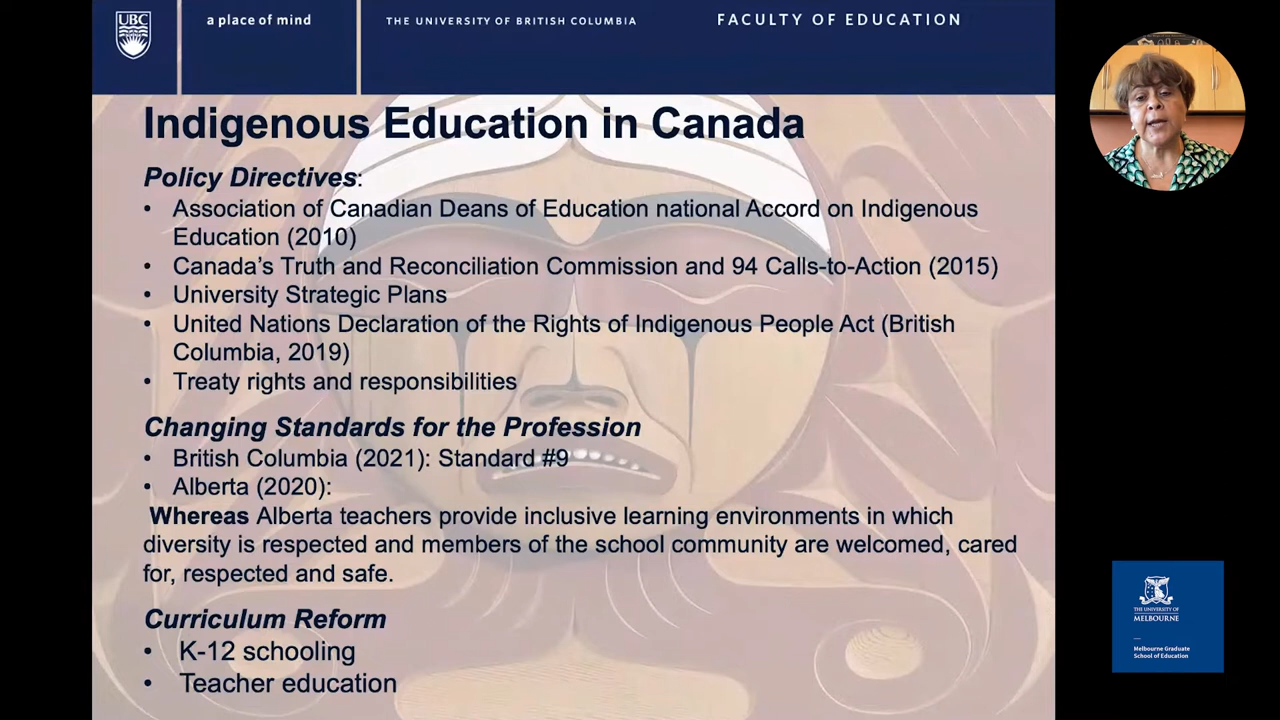 UBC
a place of mind
THE UNIVERSITY OF BRITISH COLUMBIA
FACULTY OF EDUCATION
Indigenous Education in Canada
Policy Directives:
• Association of Canadian Deans of Education national Accord on Indigenous
Education (2010)
• Canada's Truth and Reconciliation Commission and 94 Calls-to-Action (2015)
• University Strategic Plans
• United Nations Declaration of the Rights of Indigenous People Act (British
Columbia, 2019)
• Treaty rights and responsibilities
Changing Standards for the Profession
• British Columbia (2021): Standard #9
• Alberta (2020):
Whereas Alberta teachers provide inclusive learning environments in which
diversity is respected and members of the school community are welcomed, cared
for, respected and safe.
Curriculum Reform
• K-12 schooling
• Teacher education
THE UNIVERSITY OF
MELBOURNE
Melbourne Graduate
School of Education